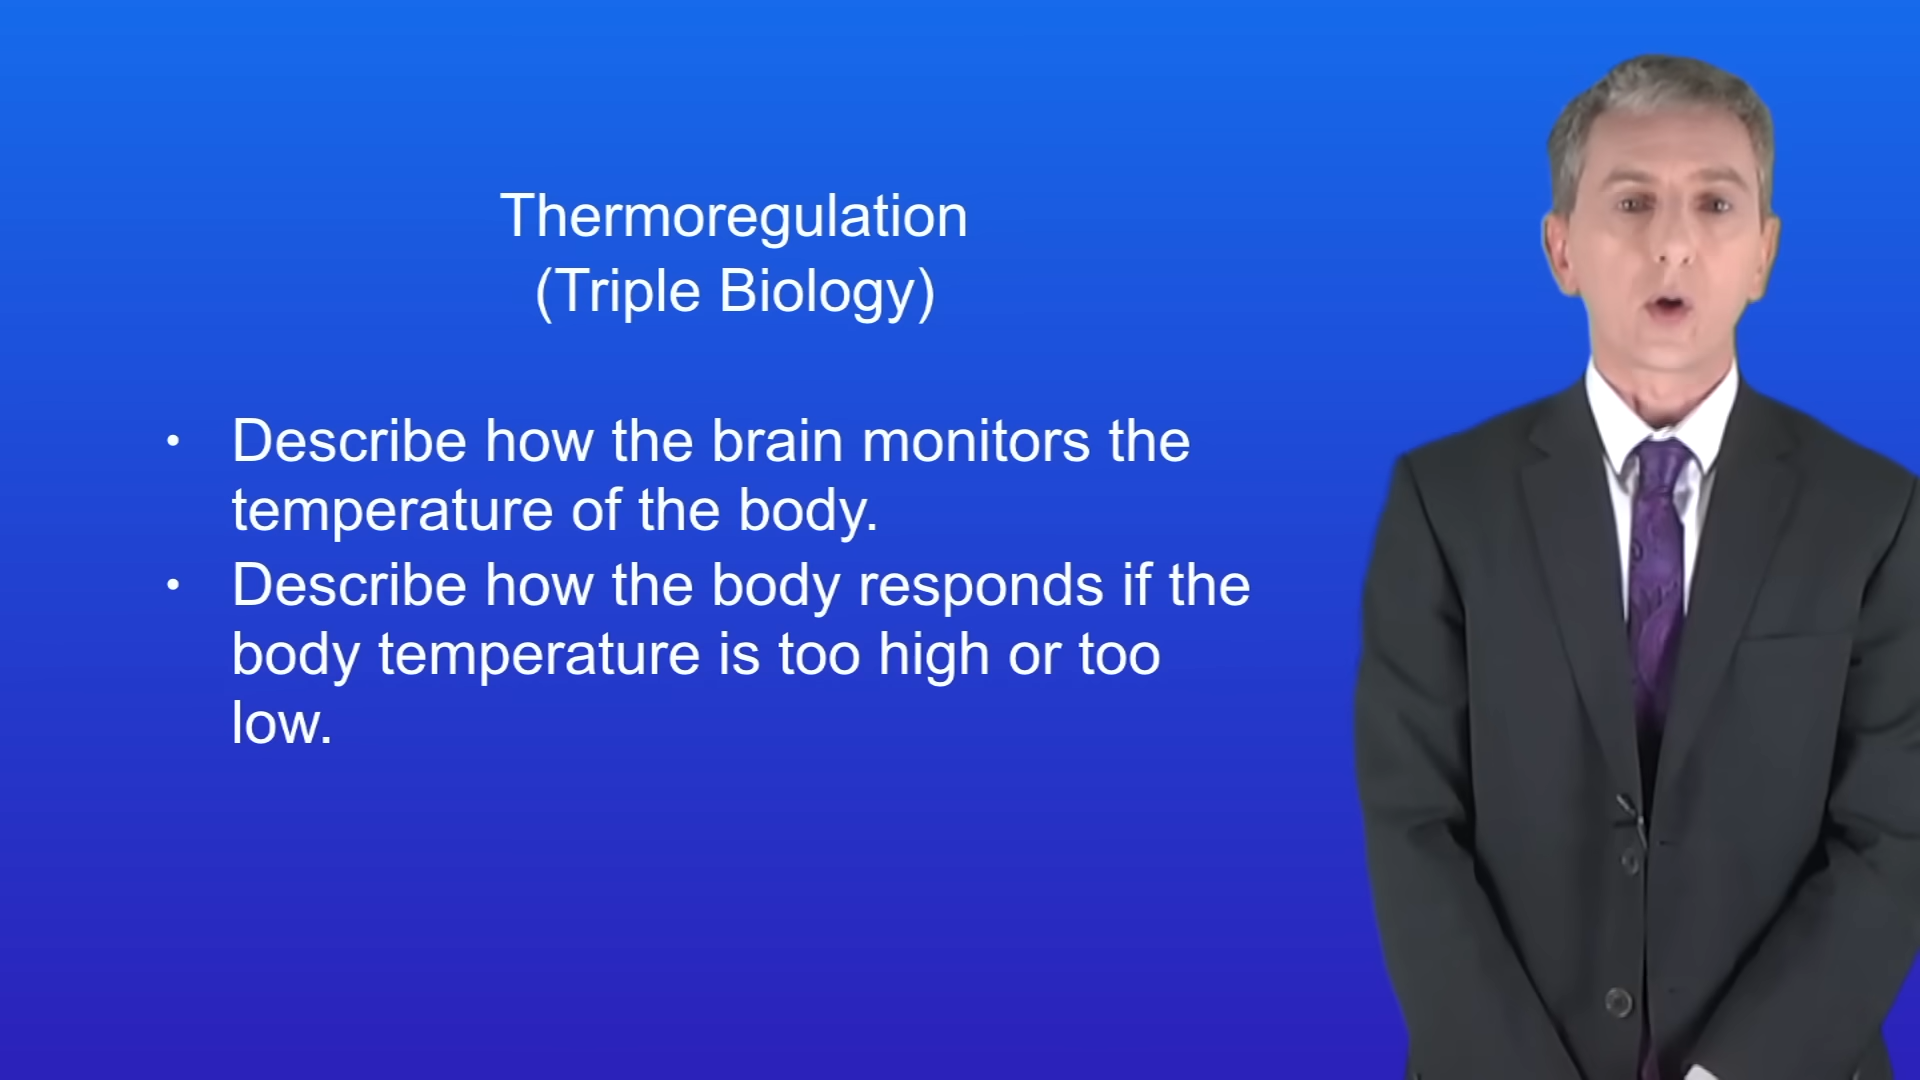 Thermoregulation
(Triple Biology)
• Describe how the brain monitors the
temperature of the body.
• Describe how the body responds if the
body temperature is too high or too
low.